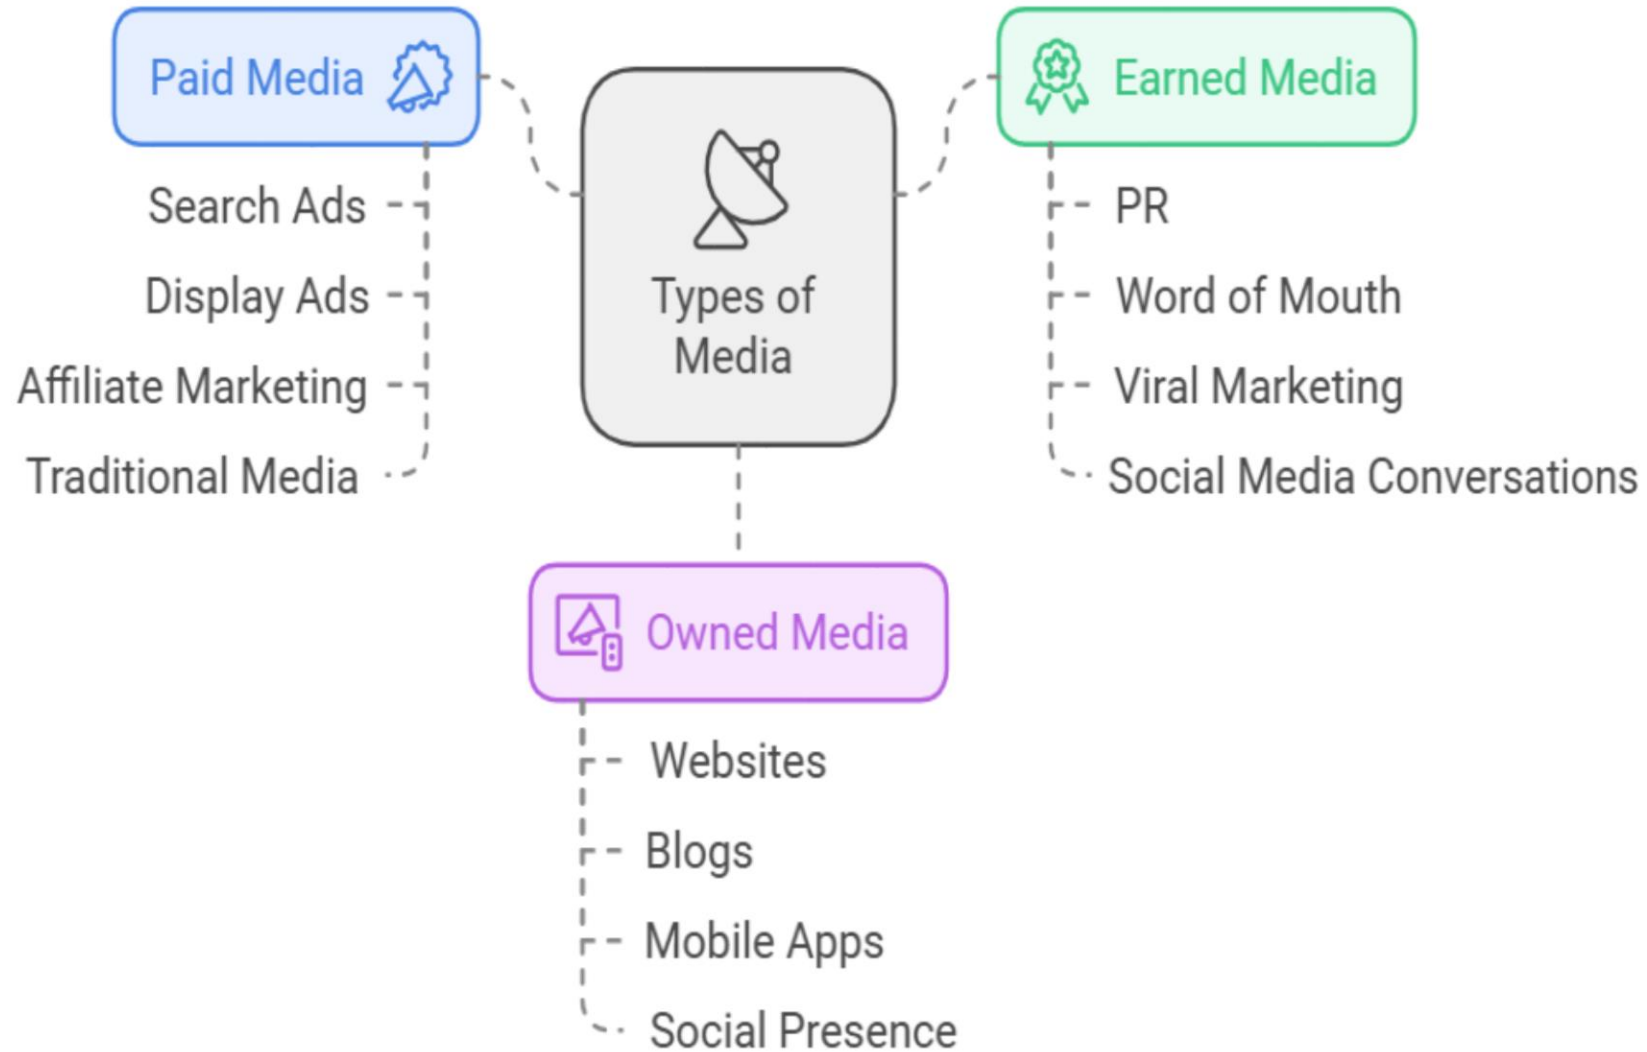 Paid Media
Search Ads
Display Ads
Affiliate Marketing
Traditional Media
Types of
Media
Earned Media
PR
Word of Mouth
Viral Marketing
Social Media Conversations
Owned Media
Websites
Blogs
Mobile Apps
Social Presence